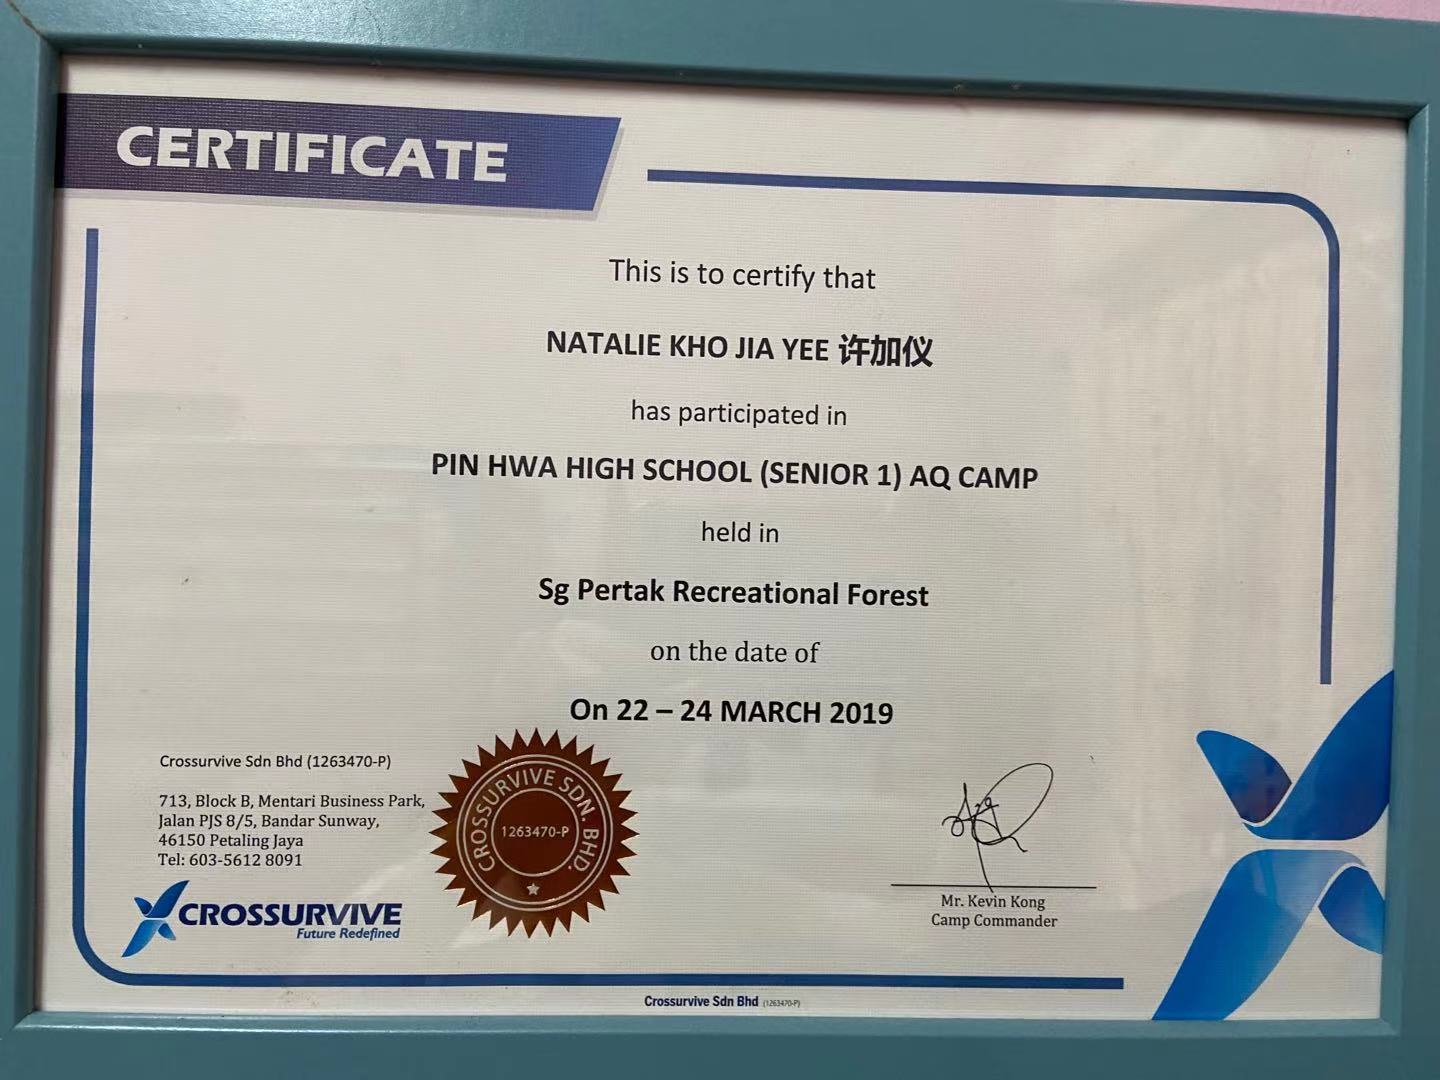 CERTIFICATE
This is to certify that
NATALIE KHO JIA YEE 许加仪
has participated in
PIN HWA HIGH SCHOOL (SENIOR 1) AQ CAMP
held in
Sg Pertak Recreational Forest
on the date of
On 22 – 24 MARCH 2019
Crossurvive Sdn Bhd (1263470-P)
713, Block B, Mentari Business Park,
Jalan PJS 8/5, Bandar Sunway,
46150 Petaling Jaya
Tel: 603-5612 8091
CROSSURVIVE
Future Redefined
CROSSURVIVE SDN. BHD.
1263470-P
Mr. Kevin Kong
Camp Commander
Crossurvive Sdn Bhd (1263470-P)